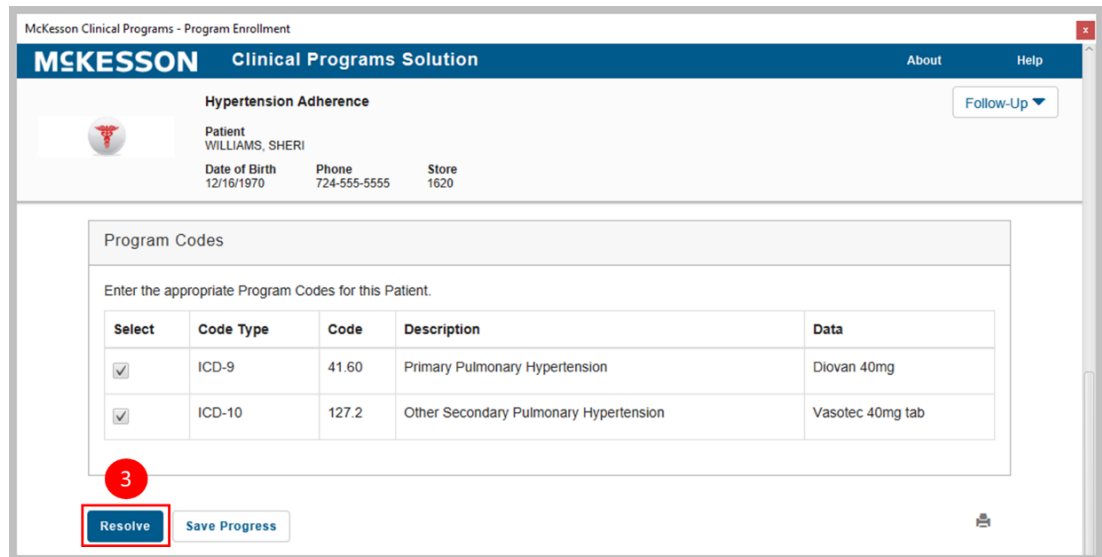 McKesson Clinical Programs - Program Enrollment
x
MCKESSON Clinical Programs Solution About Help
Hypertension Adherence
Follow-Up
Patient
WILLIAMS, SHERI
Date of Birth Phone Store
12/16/1970 724-555-5555 1620
Program Codes
Enter the appropriate Program Codes for this Patient.
Select Code Type Code Description Data
ICD-9 41.60 Primary Pulmonary Hypertension Diovan 40mg
ICD-10 127.2 Other Secondary Pulmonary Hypertension Vasotec 40mg tab
3
Resolve Save Progress